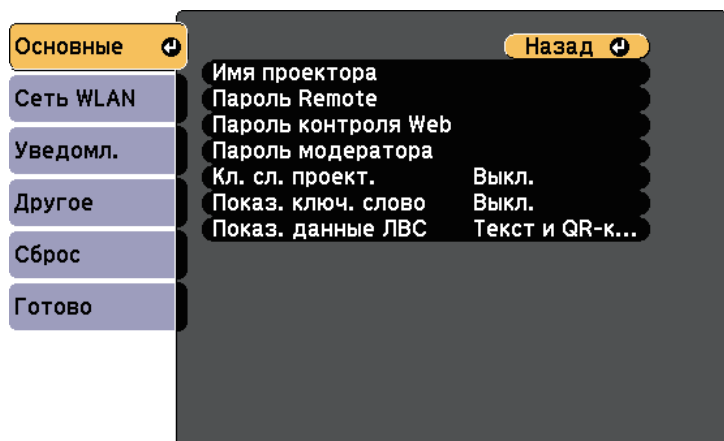 Основные
Сеть WLAN
Уведомл.
Другое
Сброс
Готово
Назад
Имя проектора
Пароль Remote
Пароль контроля Web
Пароль модератора
Кл. сл. проект. Выкл.
Показ. ключ. слово Выкл.
Показ. данные ЛВС Текст и QR-к...